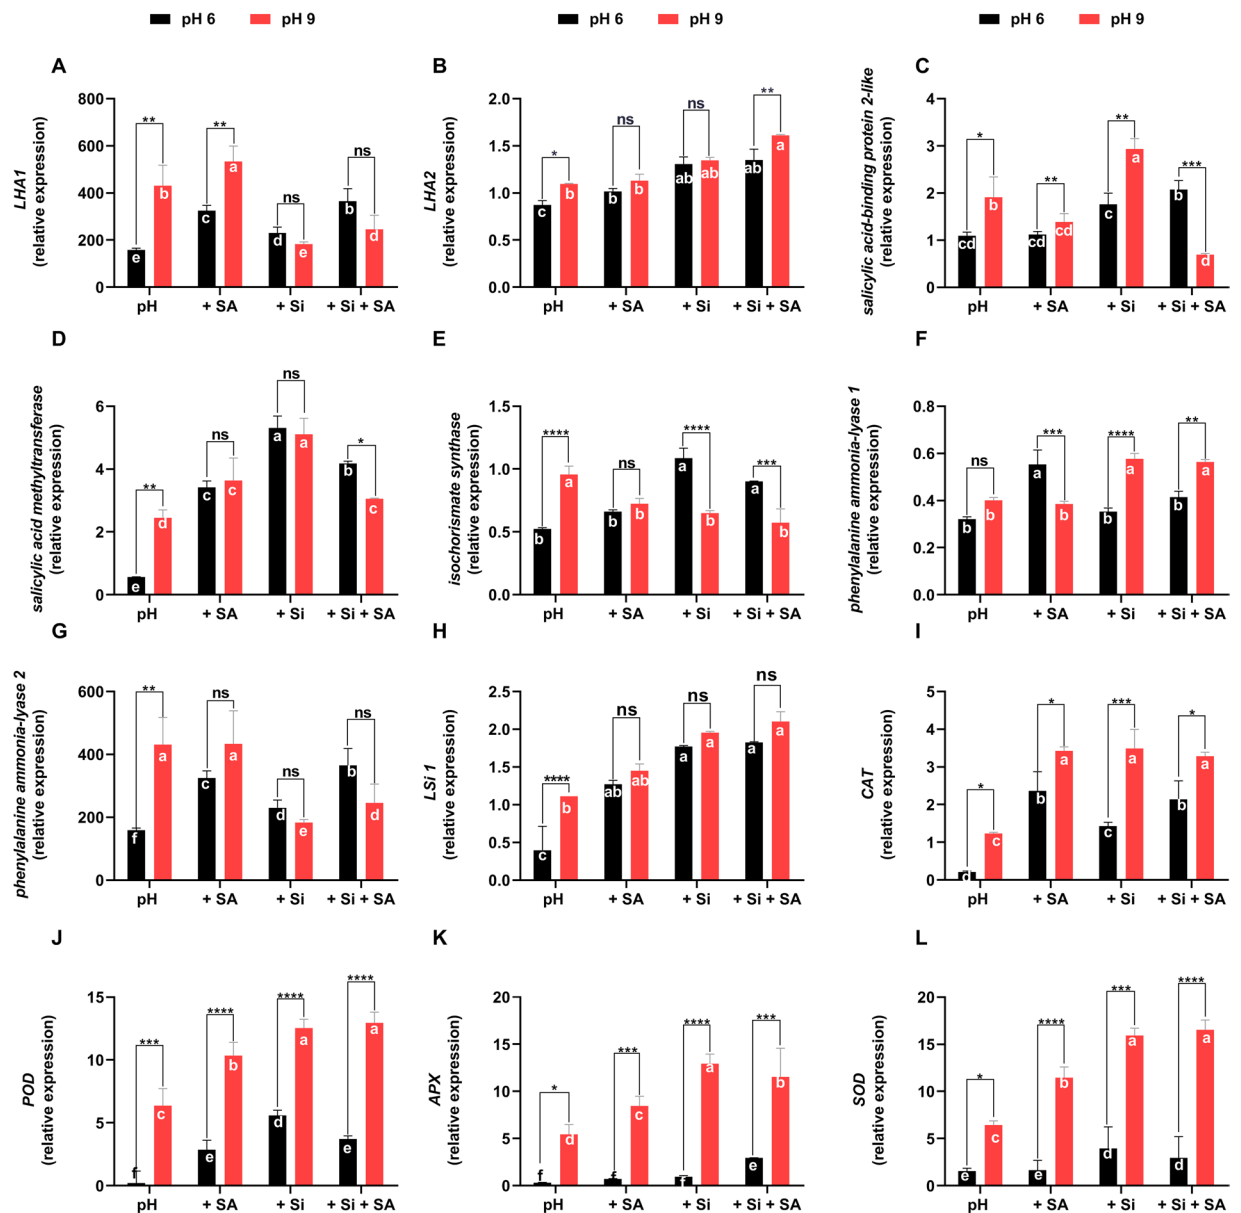 pH 6 pH 9 pH 6 pH 9 pH 6 pH 9
A
LHA1
(relative expression)
800
600
400
200
0
** ** ns ns
e b c a d e b d
pH + SA + Si + Si + SA
B
LHA2
(relative expression)
2.0
1.5
1.0
0.5
0.0
* ns ns **
c b b b ab ab ab a
pH + SA + Si + Si + SA
C
salicylic acid-binding protein 2-like
(relative expression)
4
3
2
1
0
* ** ** ***
cd b cd cd c a b d
pH + SA + Si + Si + SA
D
salicylic acid methyltransferase
(relative expression)
6
4
2
0
** ns ns *
e d c c a a b c
pH + SA + Si + Si + SA
E
isochorismate synthase
(relative expression)
1.5
1.0
0.5
0.0
**** ns **** ***
b a b b a b a b
pH + SA + Si + Si + SA
F
phenylalanine ammonia-lyase 1
(relative expression)
0.8
0.6
0.4
0.2
0.0
ns *** **** **
b b a b b a b a
pH + SA + Si + Si + SA
G
phenylalanine ammonia-lyase 2
(relative expression)
600
400
200
0
** ns ns ns
f a c a d e b d
pH + SA + Si + Si + SA
H
LSi 1
(relative expression)
2.5
2.0
1.5
1.0
0.5
0.0
**** ns ns ns
c b ab ab a a a a
pH + SA + Si + Si + SA
I
CAT
(relative expression)
5
4
3
2
1
0
* * *** *
d c b a c a b a
pH + SA + Si + Si + SA
J
POD
(relative expression)
15
10
5
0
*** **** **** ****
f c e b d a e a
pH + SA + Si + Si + SA
K
APX
(relative expression)
20
15
10
5
0
* *** **** ***
f d f c f a e b
pH + SA + Si + Si + SA
L
SOD
(relative expression)
20
15
10
5
0
* **** *** ****
e c e b d a d a
pH + SA + Si + Si + SA